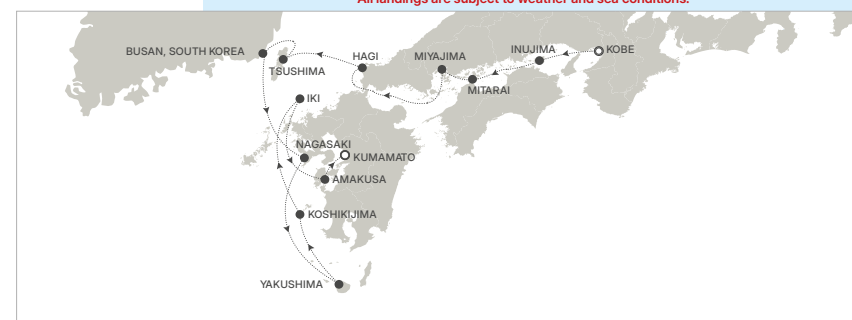 All landings are subject to weather and sea conditions.
BUSAN, SOUTH KOREA
TSUSHIMA
HAGI
MIYAJIMA
INUJIMA
KOBE
MITARAI
IKI
NAGASAKI
KUMAMATO
AMAKUSA
KOSHIKIJIMA
YAKUSHIMA